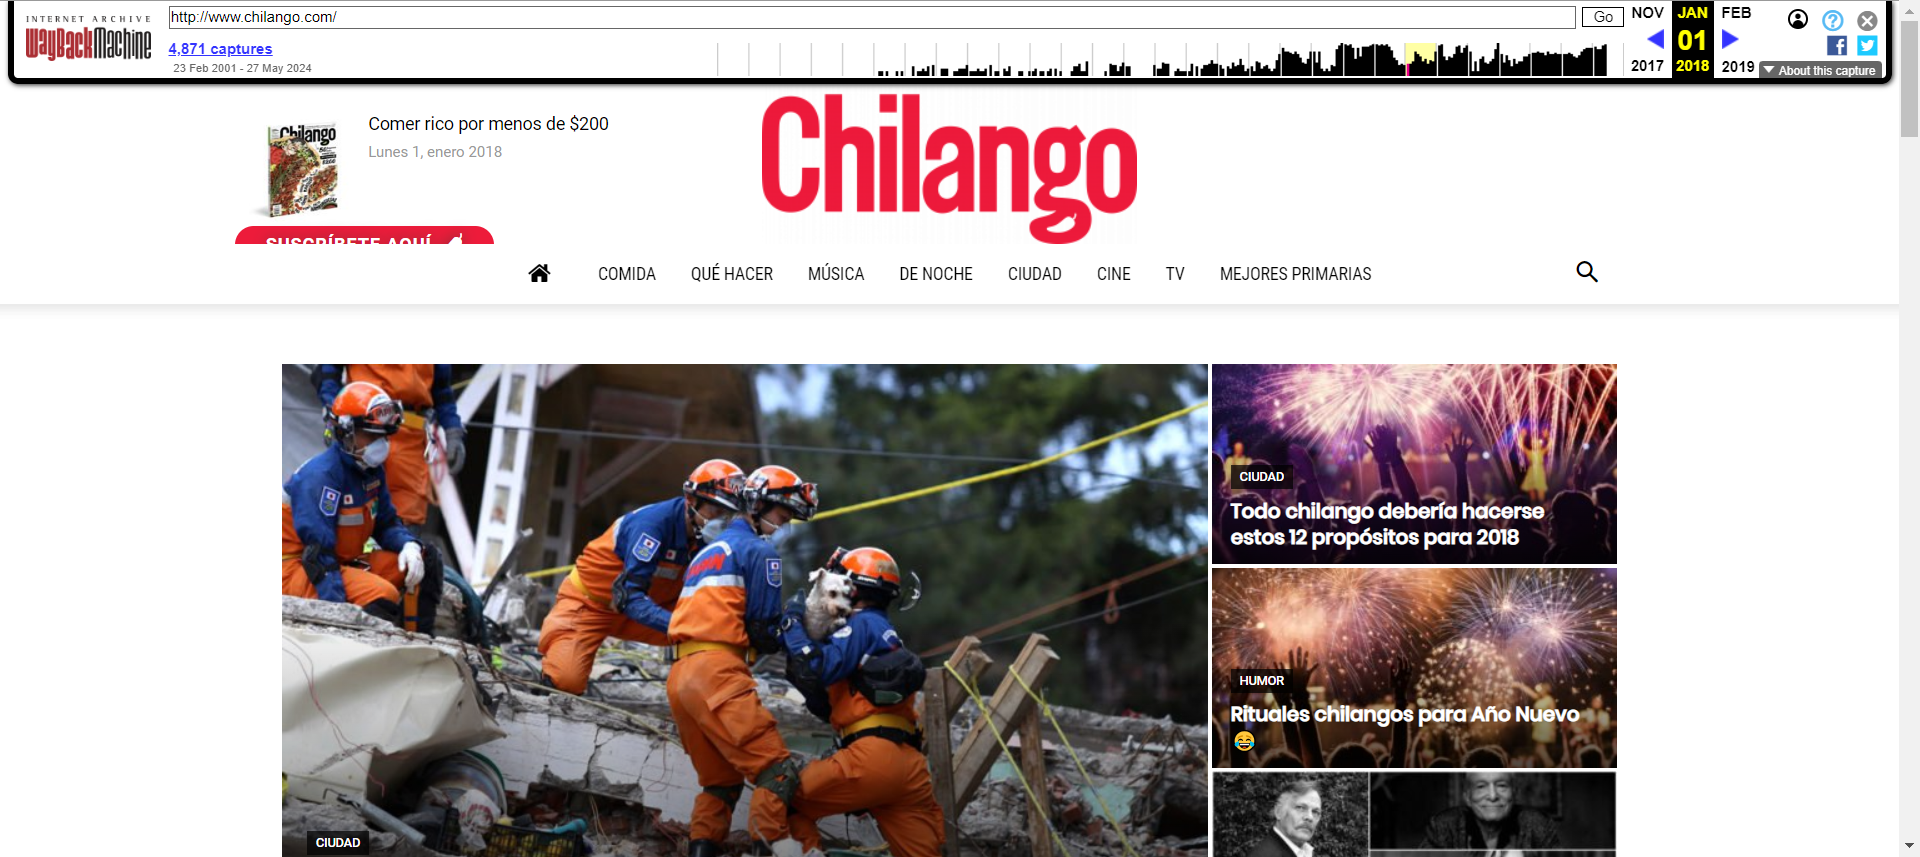 INTERNET ARCHIVE
WayBackMachine
http://www.chilango.com/
Go
4,871 captures
23 Feb 2001 - 27 May 2024
NOV
JAN
FEB
01
2017
2018
2019
About this capture
Chilango
Comer rico por menos de $200
Lunes 1, enero 2018
SUSCRÍBETE AQUÍ
Chilango
COMIDA
QUÉ HACER
MÚSICA
DE NOCHE
CIUDAD
CINE
TV
MEJORES PRIMARIAS
CIUDAD
CIUDAD
Todo chilango debería hacerse
estos 12 propósitos para 2018
HUMOR
Rituales chilangos para Año Nuevo
😂